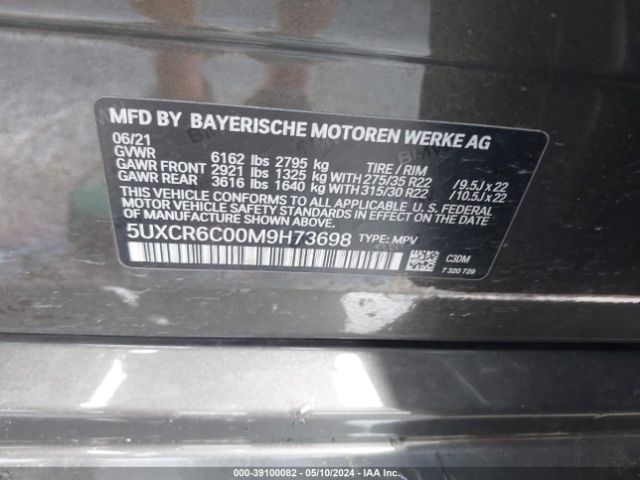 MFD BY BAYERISCHE MOTOREN WERKE AG
06/21
GVWR 6162 lbs 2795 kg TIRE / RIM
GAWR FRONT 2921 lbs 1325 kg WITH 275/35 R22 /9.5J x 22
GAWR REAR 3616 lbs 1640 kg WITH 315/30 R22 /10.5J x 22
THIS VEHICLE CONFORMS TO ALL APPLICABLE U. S. FEDERAL
MOTOR VEHICLE SAFETY STANDARDS IN EFFECT ON THE
DATE OF MANUFACTURE SHOWN ABOVE.
5UXCR6C00M9H73698 TYPE: MPV
C3DM
7 320 729
000-39100082 — 05/10/2024 — IAA Inc.